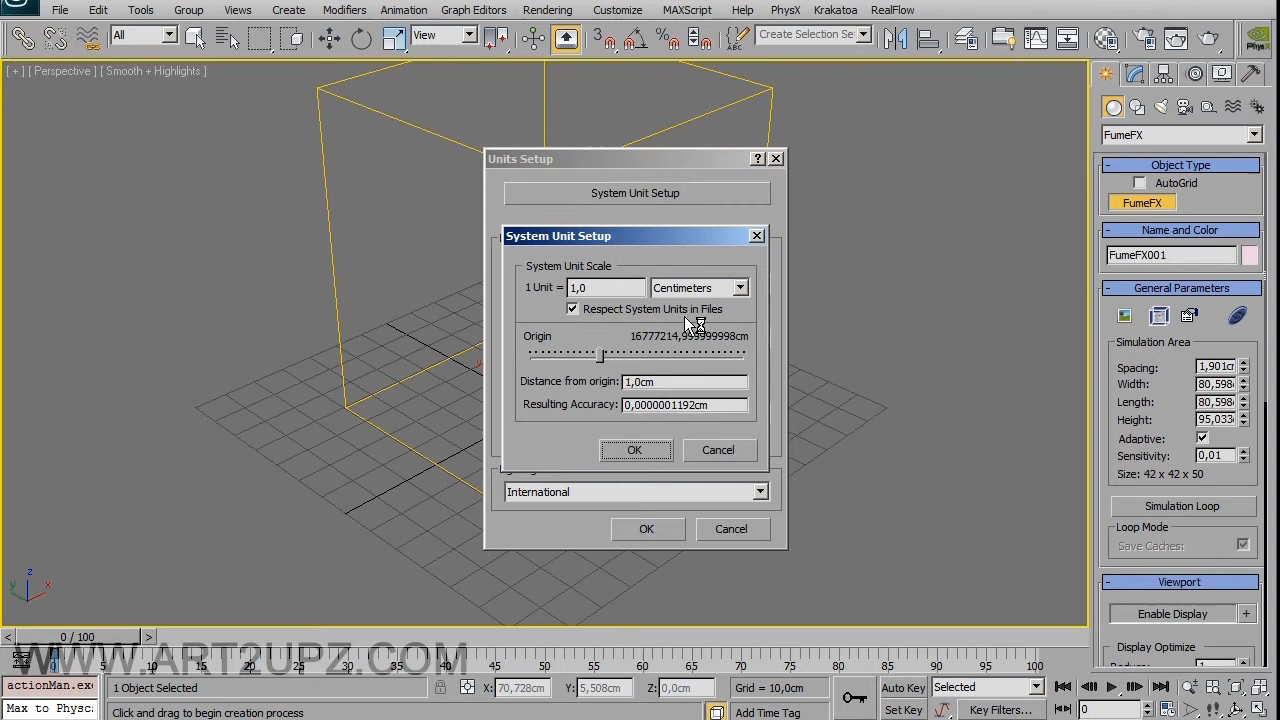 File Edit Tools Group Views Create Modifiers Animation Graph Editors Rendering Customize MAXScript Help PhysX Krakatoa RealFlow
All View 3 Create Selection Se PhysX
[ + ] [ Perspective ] [ Smooth + Highlights ]
FumeFX
Object Type
AutoGrid
FumeFX
Name and Color
FumeFX001
General Parameters
Simulation Area
Spacing: 1,901cr
Width: 80,598
Length: 80,598
Height: 95,033
Adaptive:
Sensitivity: 0,01
Size: 42 x 42 x 50
Simulation Loop
Loop Mode
Save Caches:
Viewport
Enable Display +
Display Optimize
Units Setup
System Unit Setup
System Unit Setup
System Unit Scale
1 Unit = 1,0 Centimeters
Respect System Units in Files
Origin 16777214,999999998cm
Distance from origin: 1,0cm
Resulting Accuracy: 0,0000001192cm
OK Cancel
International
OK Cancel
z
y x
< 0 / 100 >
WWW.ART2UPZ.COM
0 5 10 15 20 25 30 35 40 45 50 55 60 65 70 75 80 85 90 95 100
actionMan.exe 1 Object Selected X: 70,728cm Y: 5,508cm Z: 0,0cm Grid = 10,0cm Auto Key Selected
Max to Physc Click and drag to begin creation process Add Time Tag Set Key Key Filters... 0